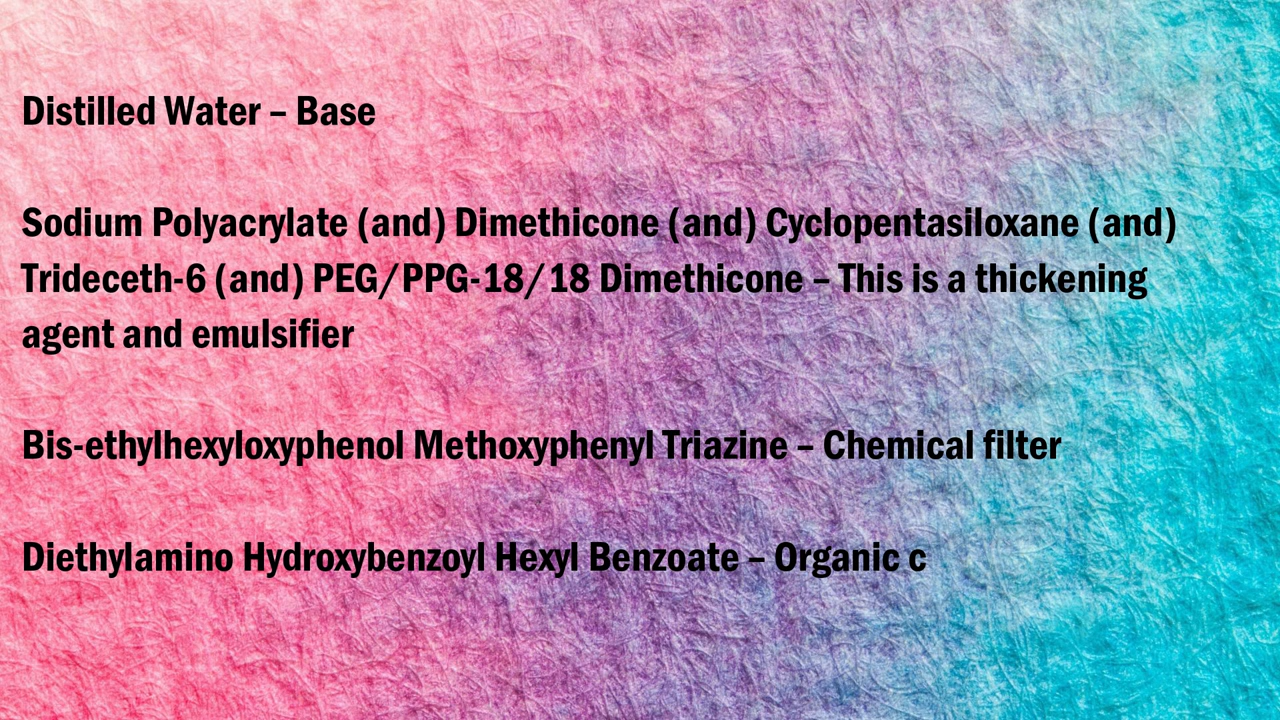 Distilled Water – Base
Sodium Polyacrylate (and) Dimethicone (and) Cyclopentasiloxane (and)
Trideceth-6 (and) PEG/PPG-18/18 Dimethicone – This is a thickening
agent and emulsifier
Bis-ethylhexyloxyphenol Methoxyphenyl Triazine – Chemical filter
Diethylamino Hydroxybenzoyl Hexyl Benzoate – Organic c